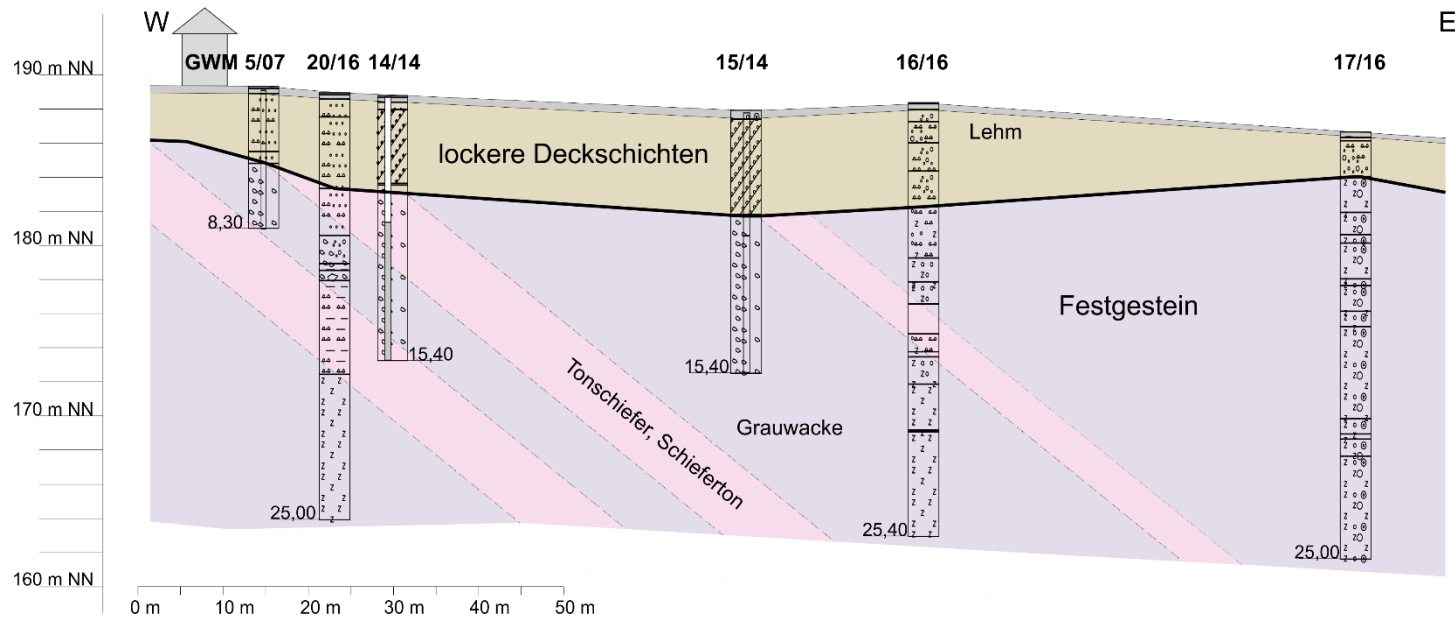 W
E
GWM 5/07 20/16 14/14 15/14 16/16 17/16
190 m NN
Lehm
lockere Deckschichten
8,30
180 m NN
Festgestein
15,40
15,40
Tonschiefer, Schieferton
Grauwacke
170 m NN
25,00
25,40
25,00
160 m NN
0 m 10 m 20 m 30 m 40 m 50 m